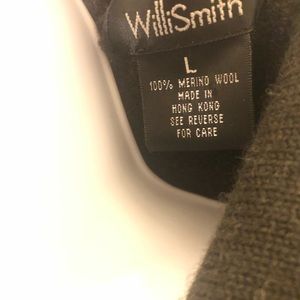 WilliSmith
L
100% MERINO WOOL
MADE IN
HONG KONG
SEE REVERSE
FOR CARE